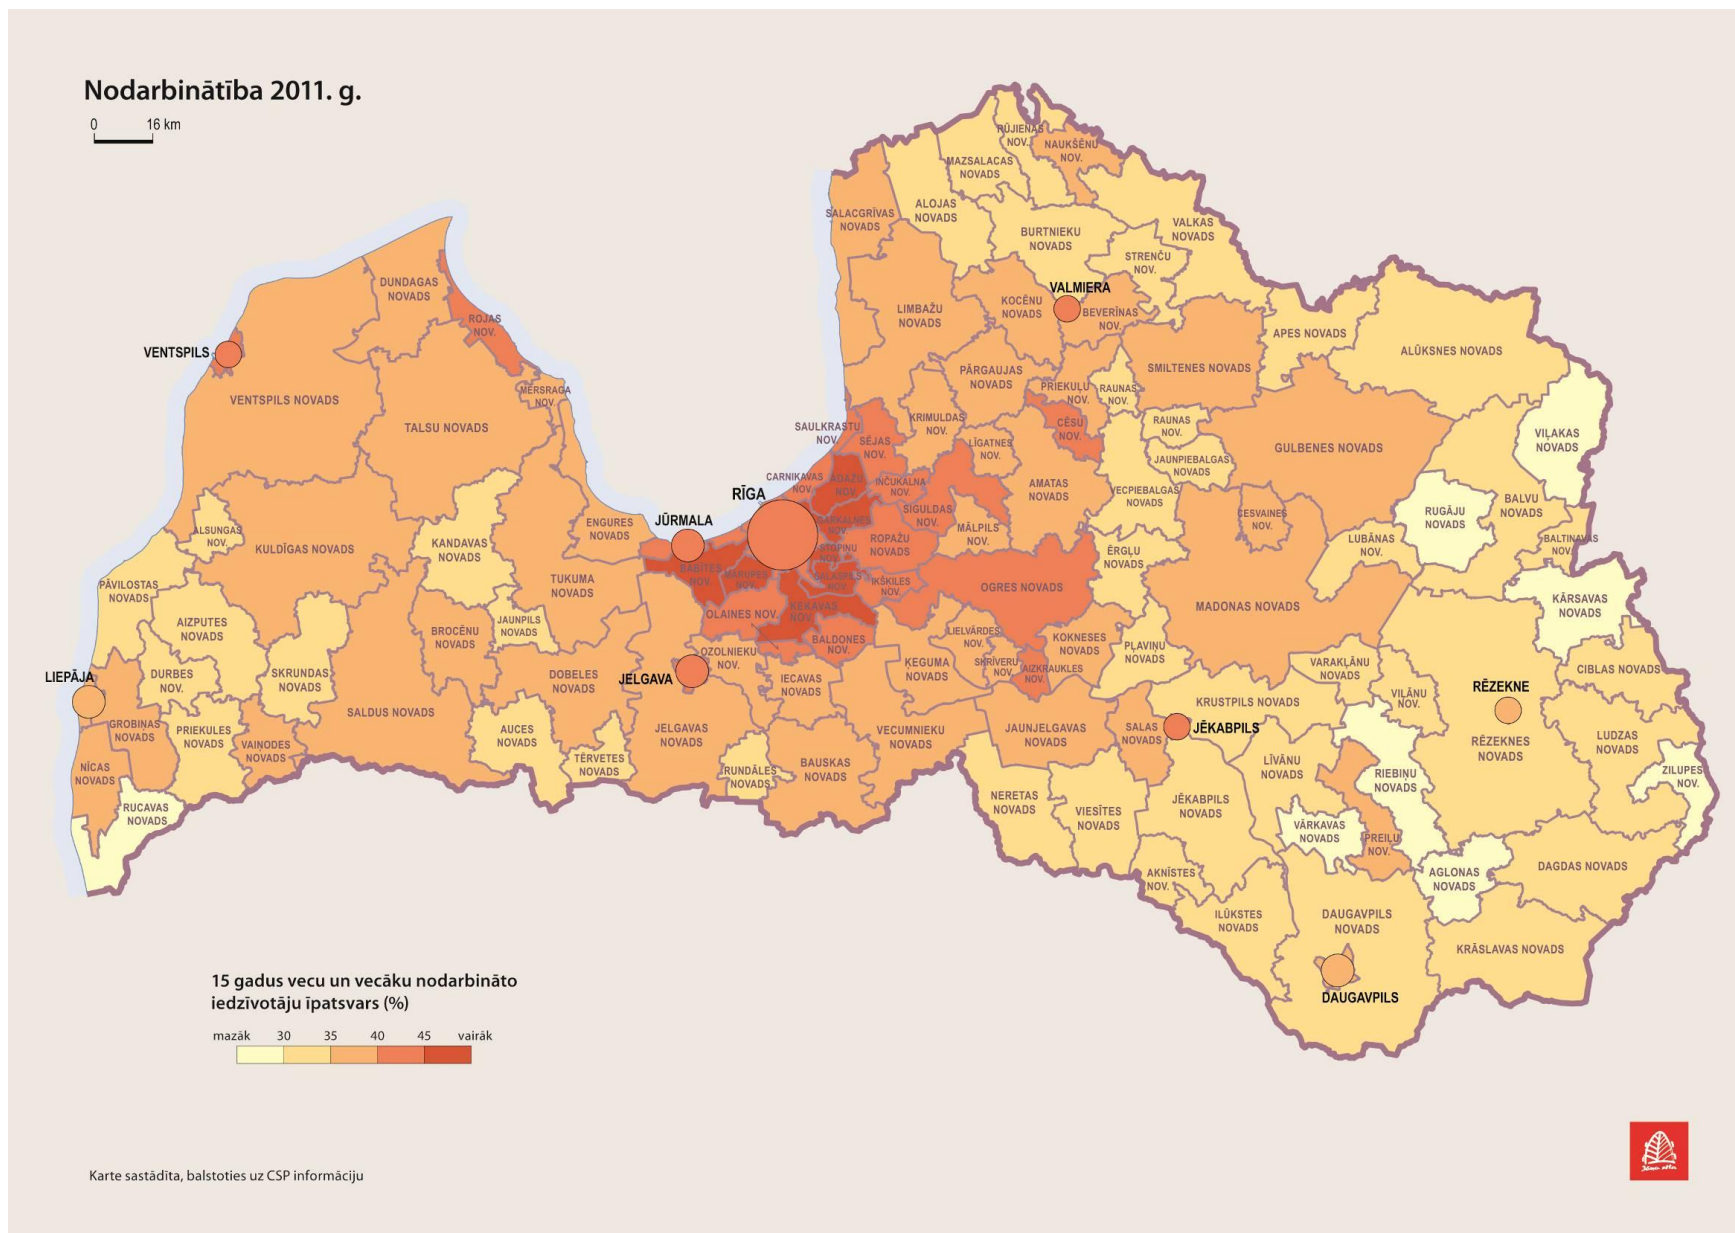 Nodarbinātība 2011. g.
0 16 km
RŪJIENAS
NOV.
NAUKŠĒNU
NOV.
MAZSALACAS
NOVADS
SALACGRĪVAS
NOVADS
ALOJAS
NOVADS
BURTNIEKU
NOVADS
VALKAS
NOVADS
STRENČU
NOV.
DUNDAGAS
NOVADS
ROJAS
NOV.
LIMBAŽU
NOVADS
KOCĒNU
NOVADS
VALMIERA
BEVERĪNAS
NOV.
APES NOVADS
ALŪKSNES NOVADS
VENTSPILS
VENTSPILS NOVADS
MĒRSRAGA
NOV.
TALSU NOVADS
PĀRGAUJAS
NOVADS
PRIEKUĻU
NOV.
RAUNAS
NOV.
SMILTENES NOVADS
SAULKRASTU
NOV.
SĒJAS
NOV.
KRIMULDAS
NOV.
CĒSU
NOV.
LĪGATNES
NOV.
RAUNAS
NOV.
JAUNPIEBALGAS
NOVADS
GULBENES NOVADS
VIĻAKAS
NOVADS
CARNIKAVAS
NOV.
ĀDAŽU
NOV.
INČUKALNA
NOV.
SIGULDAS
NOV.
AMATAS
NOVADS
VECPIEBALGAS
NOVADS
CESVAINES
NOV.
RUGĀJU
NOVADS
BALVU
NOVADS
RĪGA
JŪRMALA
GARKALNES
NOV.
ROPAŽU
NOVADS
MĀLPILS
NOV.
ĒRGĻU
NOVADS
LUBĀNAS
NOV.
BALTINAVAS
NOV.
ALSUNGAS
NOV.
KULDĪGAS NOVADS
KANDAVAS
NOVADS
ENGURES
NOVADS
TUKUMA
NOVADS
BABĪTES
NOV.
MĀRUPES
NOV.
STOPIŅU
NOV.
SALASPILS
NOV.
IKŠĶILES
NOV.
OGRES NOVADS
MADONAS NOVADS
KĀRSAVAS
NOVADS
PĀVILOSTAS
NOVADS
AIZPUTES
NOVADS
BROCĒNU
NOVADS
JAUNPILS
NOVADS
OLAINES NOV.
ĶEKAVAS
NOV.
BALDONES
NOV.
LIELVĀRDES
NOV.
KOKNESES
NOVADS
PĻAVIŅU
NOVADS
LIEPĀJA
DURBES
NOV.
SKRUNDAS
NOVADS
DOBELES
NOVADS
JELGAVA
OZOLNIEKU
NOV.
IECAVAS
NOVADS
ĶEGUMA
NOVADS
SKRĪVERU
NOV.
AIZKRAUKLES
NOV.
VARAKĻĀNU
NOVADS
VIĻĀNU
NOV.
RĒZEKNE
CIBLAS NOVADS
KRUSTPILS NOVADS
GROBIŅAS
NOVADS
PRIEKULES
NOVADS
VAIŅODES
NOVADS
SALDUS NOVADS
AUCES
NOVADS
TĒRVETES
NOVADS
JELGAVAS
NOVADS
RUNDĀLES
NOVADS
BAUSKAS
NOVADS
VECUMNIEKU
NOVADS
JAUNJELGAVAS
NOVADS
SALAS
NOVADS
JĒKABPILS
LĪVĀNU
NOVADS
RIEBIŅU
NOVADS
RĒZEKNES
NOVADS
LUDZAS
NOVADS
ZILUPES
NOV.
NĪCAS
NOVADS
RUCAVAS
NOVADS
NERETAS
NOVADS
VIESĪTES
NOVADS
JĒKABPILS
NOVADS
VĀRKAVAS
NOVADS
PREIĻU
NOV.
AGLONAS
NOVADS
DAGDAS NOVADS
AKNĪSTES
NOV.
ILŪKSTES
NOVADS
DAUGAVPILS
NOVADS
KRĀSLAVAS NOVADS
DAUGAVPILS
15 gadus vecu un vecāku nodarbināto
iedzīvotāju īpatsvars (%)
mazāk 30 35 40 45 vairāk
Karte sastādīta, balstoties uz CSP informāciju